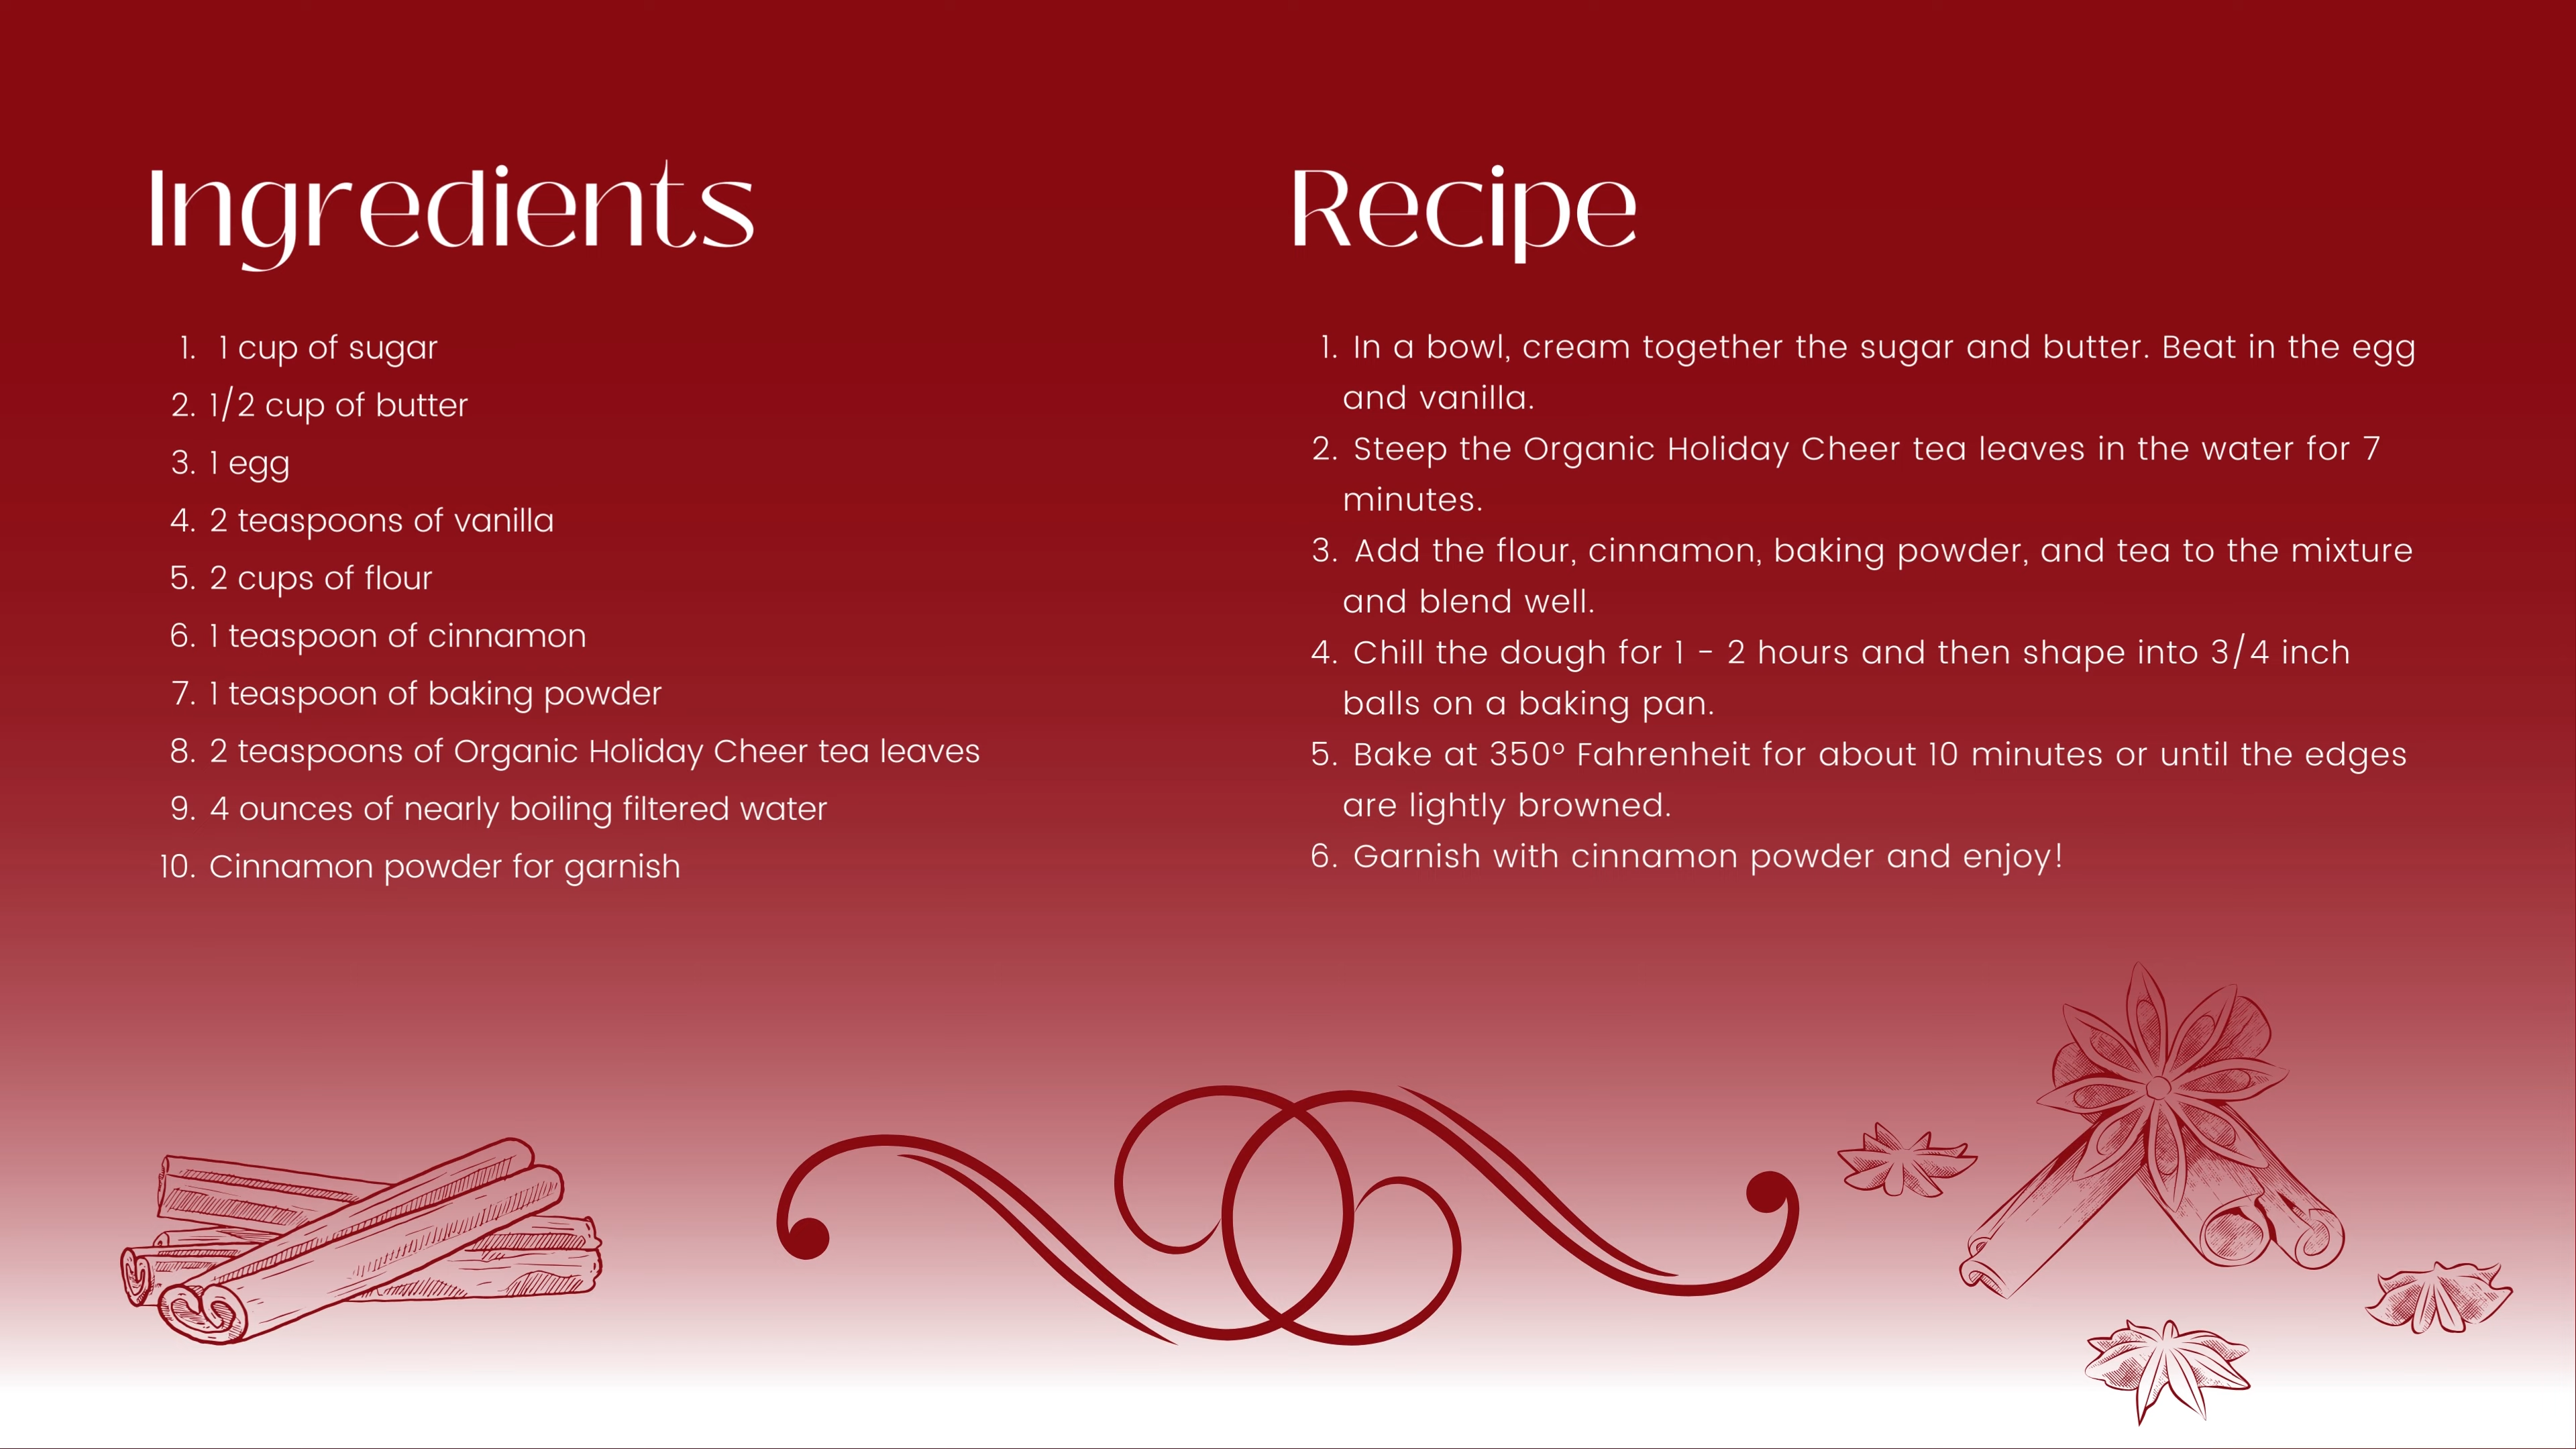 Ingredients
1. 1 cup of sugar
2. 1/2 cup of butter
3. 1 egg
4. 2 teaspoons of vanilla
5. 2 cups of flour
6. 1 teaspoon of cinnamon
7. 1 teaspoon of baking powder
8. 2 teaspoons of Organic Holiday Cheer tea leaves
9. 4 ounces of nearly boiling filtered water
10. Cinnamon powder for garnish
Recipe
1. In a bowl, cream together the sugar and butter. Beat in the egg
and vanilla.
2. Steep the Organic Holiday Cheer tea leaves in the water for 7
minutes.
3. Add the flour, cinnamon, baking powder, and tea to the mixture
and blend well.
4. Chill the dough for 1 - 2 hours and then shape into 3/4 inch
balls on a baking pan.
5. Bake at 350° Fahrenheit for about 10 minutes or until the edges
are lightly browned.
6. Garnish with cinnamon powder and enjoy!